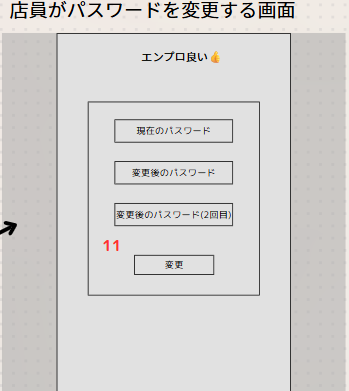 店員がパスワードを変更する画面
エンプロ良い👍
現在のパスワード
変更後のパスワード
変更後のパスワード(2回目)
11
変更